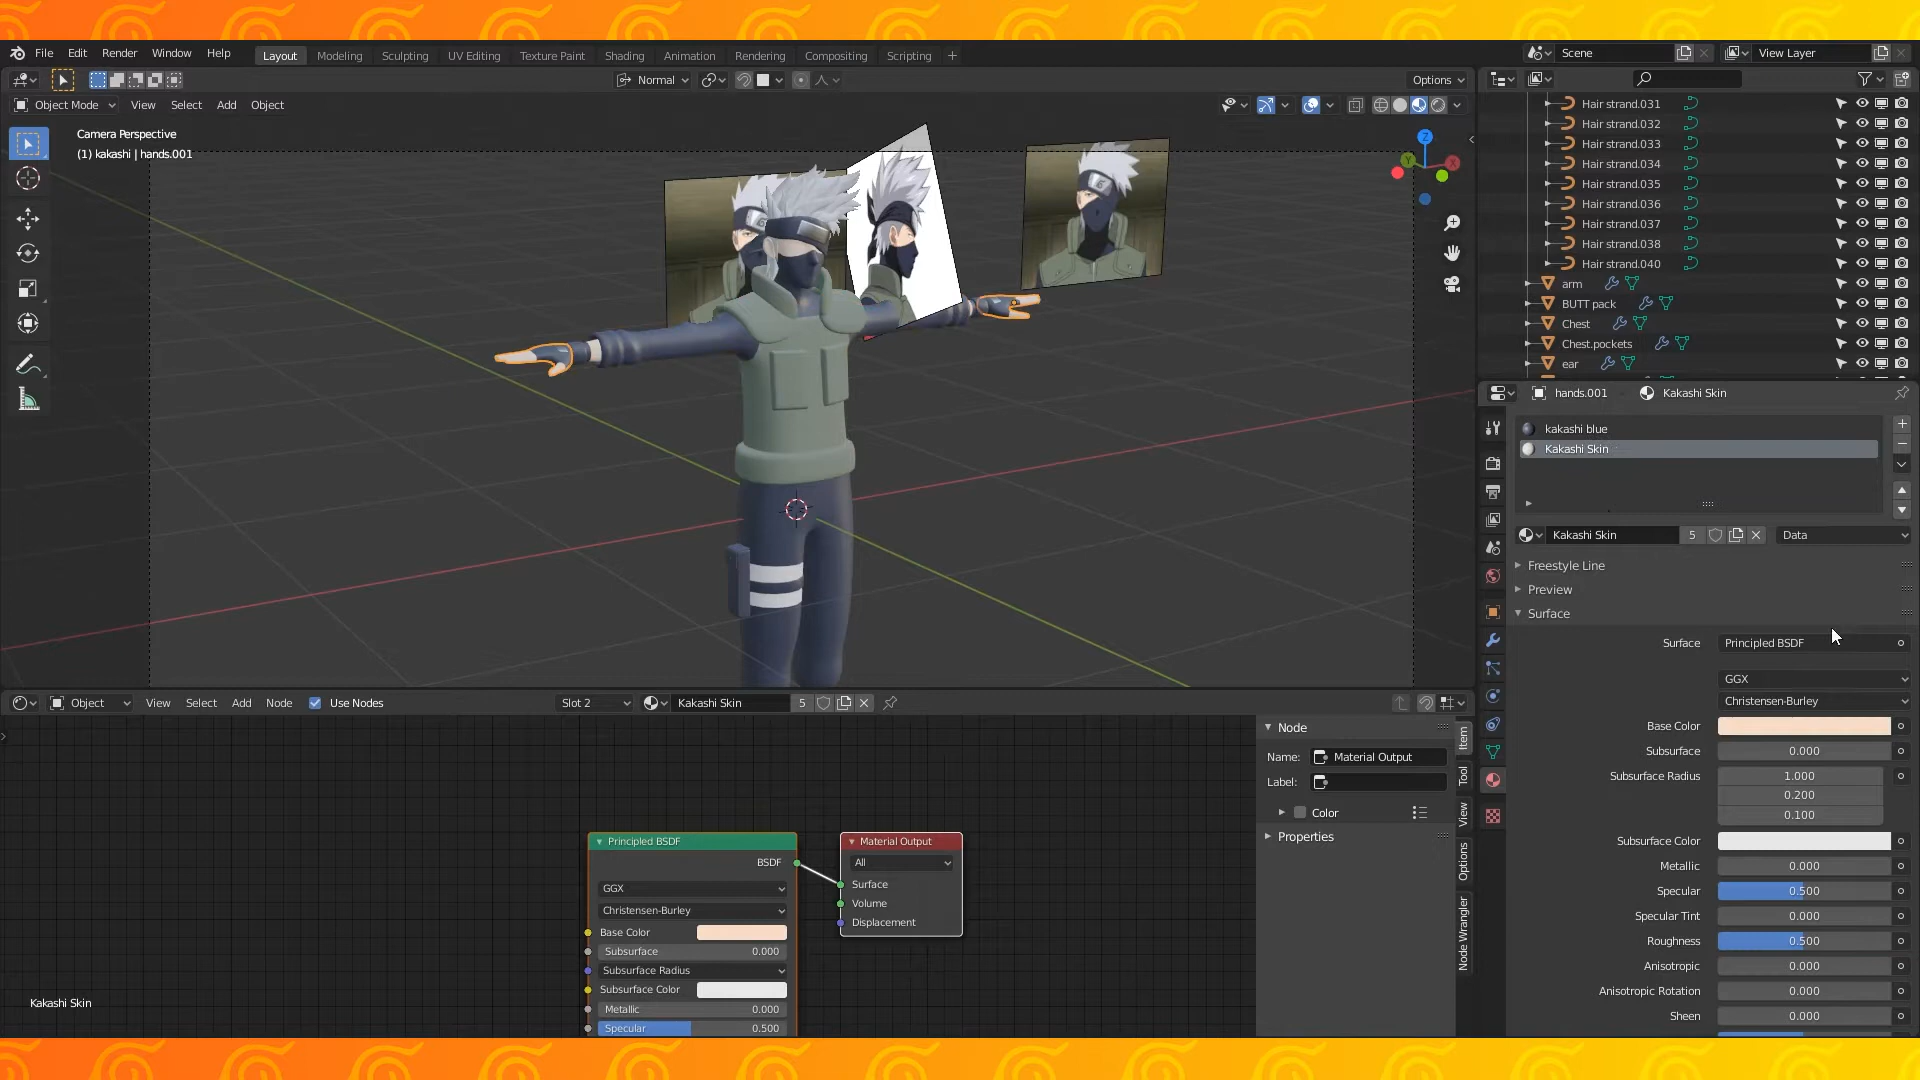 File Edit Render Window Help
Layout Modeling Sculpting UV Editing Texture Paint Shading Animation Rendering Compositing Scripting +
Scene
View Layer
Normal
Options
Object Mode View Select Add Object
Camera Perspective
(1) kakashi | hands.001
Z
Y
X
Hair strand.031
Hair strand.032
Hair strand.033
Hair strand.034
Hair strand.035
Hair strand.036
Hair strand.037
Hair strand.038
Hair strand.040
arm
BUTT pack
Chest
Chest.pockets
ear
hands.001 Kakashi Skin
kakashi blue
Kakashi Skin
Kakashi Skin 5 Data
Freestyle Line
Preview
Surface
Surface Principled BSDF
GGX
Christensen-Burley
Base Color
Subsurface 0.000
Subsurface Radius 1.000
0.200
0.100
Subsurface Color
Metallic 0.000
Specular 0.500
Specular Tint 0.000
Roughness 0.500
Anisotropic 0.000
Anisotropic Rotation 0.000
Sheen 0.000
Object View Select Add Node Use Nodes Slot 2 Kakashi Skin 5
Principled BSDF
BSDF
GGX
Christensen-Burley
Base Color
Subsurface 0.000
Subsurface Radius
Subsurface Color
Metallic 0.000
Specular 0.500
Material Output
All
Surface
Volume
Displacement
Node
Name: Material Output
Label:
Color
Properties
Item
Tool
View
Options
Node Wrangler
Kakashi Skin